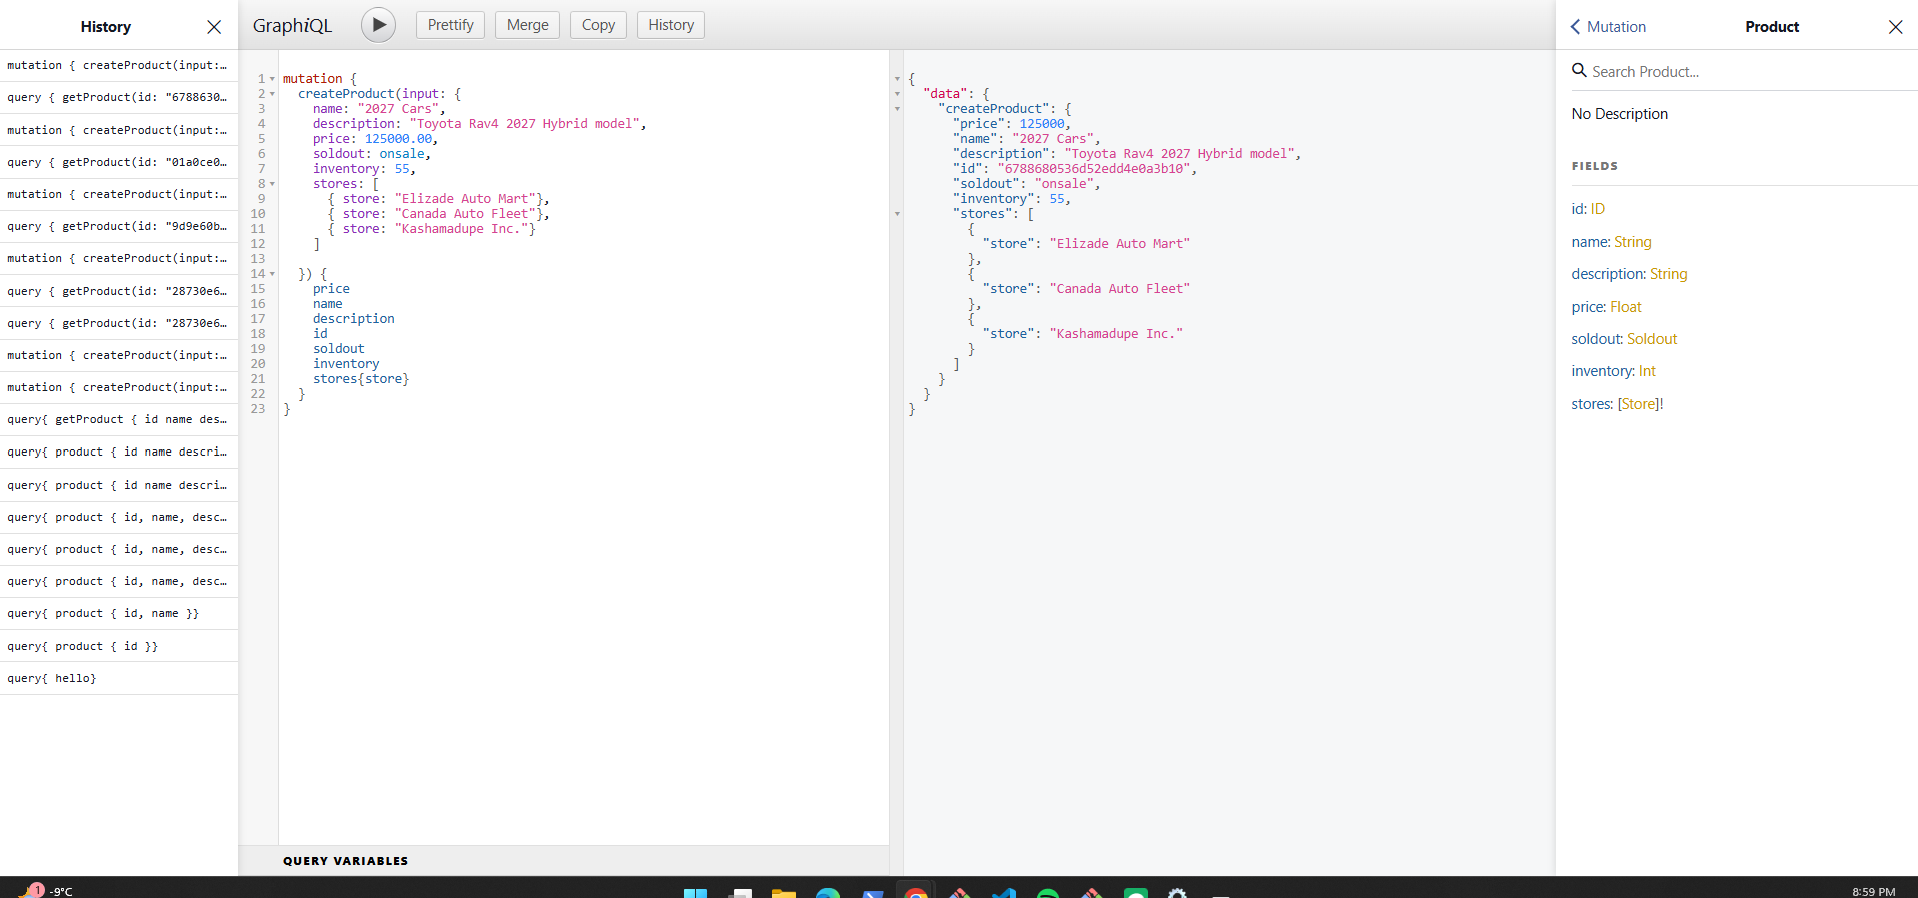 History
mutation { createProduct(input:…
query { getProduct(id: "6788630…
mutation { createProduct(input:…
query { getProduct(id: "01a0ce0…
mutation { createProduct(input:…
query { getProduct(id: "9d9e60b…
mutation { createProduct(input:…
query { getProduct(id: "28730e6…
query { getProduct(id: "28730e6…
mutation { createProduct(input:…
mutation { createProduct(input:…
query{ getProduct { id name des…
query{ product { id name descri…
query{ product { id name descri…
query{ product { id, name, desc…
query{ product { id, name, desc…
query{ product { id, name, desc…
query{ product { id, name }}
query{ product { id }}
query{ hello}
GraphiQL
Prettify
Merge
Copy
History
1 mutation {
2   createProduct(input: {
3     name: "2027 Cars",
4     description: "Toyota Rav4 2027 Hybrid model",
5     price: 125000.00,
6     soldout: onsale,
7     inventory: 55,
8     stores: [
9       { store: "Elizade Auto Mart"},
10       { store: "Canada Auto Fleet"},
11       { store: "Kashamadupe Inc."}
12     ]
13
14   }) {
15     price
16     name
17     description
18     id
19     soldout
20     inventory
21     stores{store}
22   }
23 }
QUERY VARIABLES
{
  "data": {
    "createProduct": {
      "price": 125000,
      "name": "2027 Cars",
      "description": "Toyota Rav4 2027 Hybrid model",
      "id": "6788680536d52edd4e0a3b10",
      "soldout": "onsale",
      "inventory": 55,
      "stores": [
        {
          "store": "Elizade Auto Mart"
        },
        {
          "store": "Canada Auto Fleet"
        },
        {
          "store": "Kashamadupe Inc."
        }
      ]
    }
  }
}
Mutation
Product
Search Product...
No Description
FIELDS
id: ID
name: String
description: String
price: Float
soldout: Soldout
inventory: Int
stores: [Store]!
1
-9°C
8:59 PM